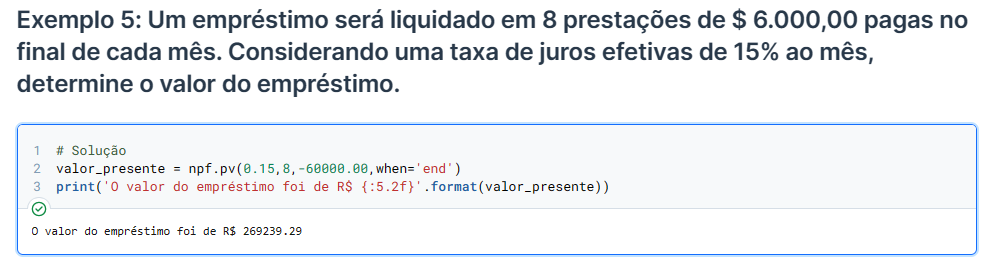 Exemplo 5: Um empréstimo será liquidado em 8 prestações de $ 6.000,00 pagas no
final de cada mês. Considerando uma taxa de juros efetivas de 15% ao mês,
determine o valor do empréstimo.
1 # Solução
2 valor_presente = npf.pv(0.15,8,-60000.00,when='end')
3 print('O valor do empréstimo foi de R$ {:5.2f}'.format(valor_presente))
O valor do empréstimo foi de R$ 269239.29